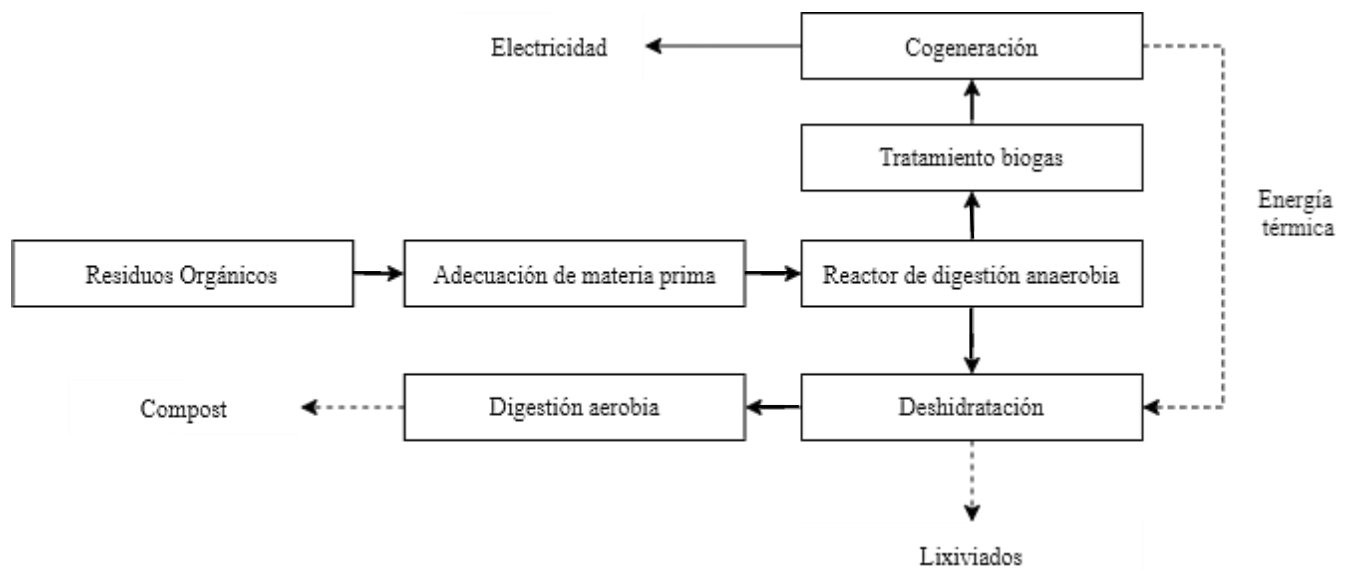 Electricidad
Cogeneración
Tratamiento biogas
Energía
térmica
Residuos Orgánicos
Adecuación de materia prima
Reactor de digestión anaerobia
Compost
Digestión aerobia
Deshidratación
Lixiviados